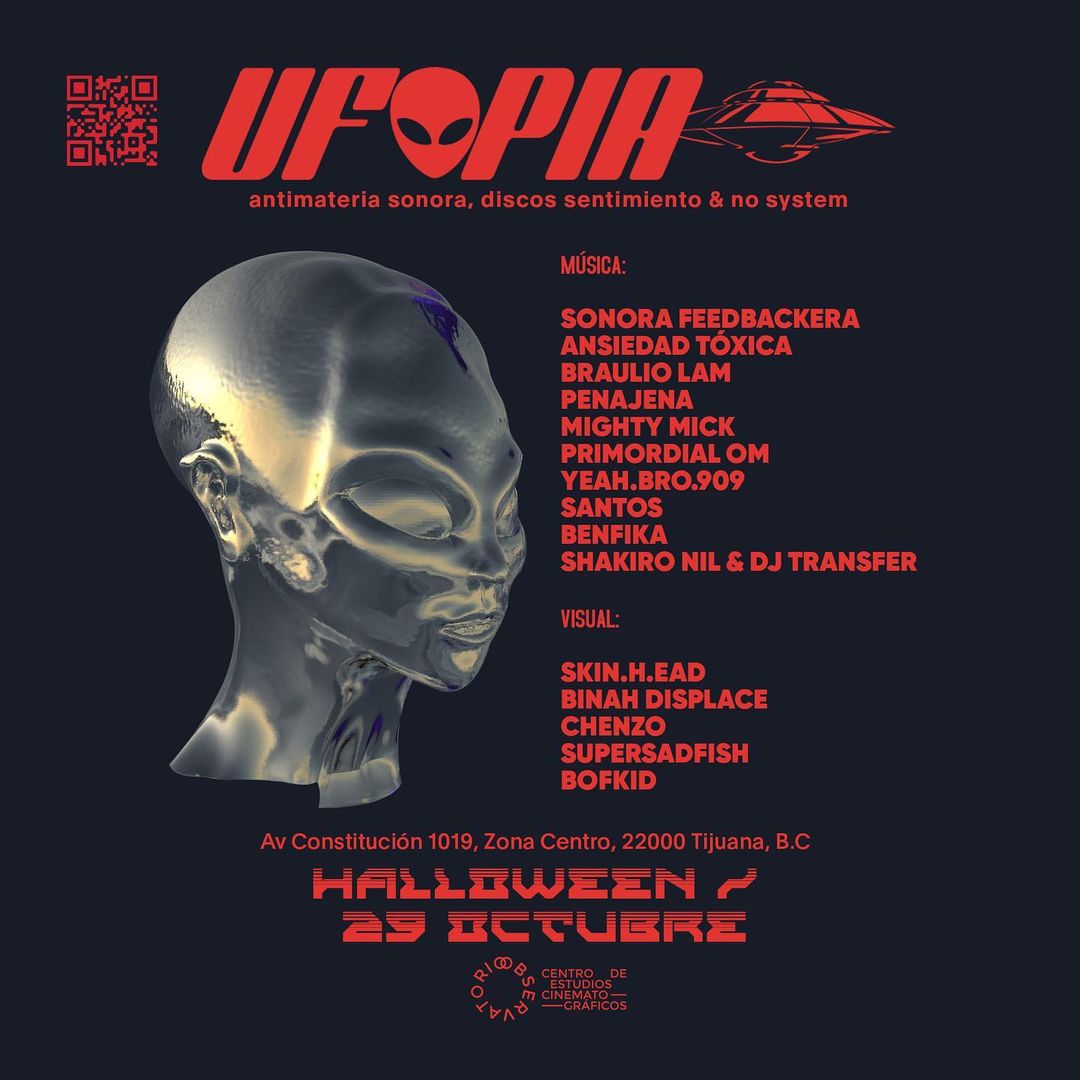 UFOPIA
antimateria sonora, discos sentimiento & no system
MÚSICA:
SONORA FEEDBACKERA
ANSIEDAD TÓXICA
BRAULIO LAM
PENAJENA
MIGHTY MICK
PRIMORDIAL OM
YEAH.BRO.909
SANTOS
BENFIKA
SHAKIRO NIL & DJ TRANSFER
VISUAL:
SKIN.H.EAD
BINAH DISPLACE
CHENZO
SUPERSADFISH
BOFKID
Av Constitución 1019, Zona Centro, 22000 Tijuana, B.C
HALLOWEEN /
29 OCTUBRE
OBSERVATORIO
CENTRO DE
ESTUDIOS
CINEMATO—
—GRÁFICOS